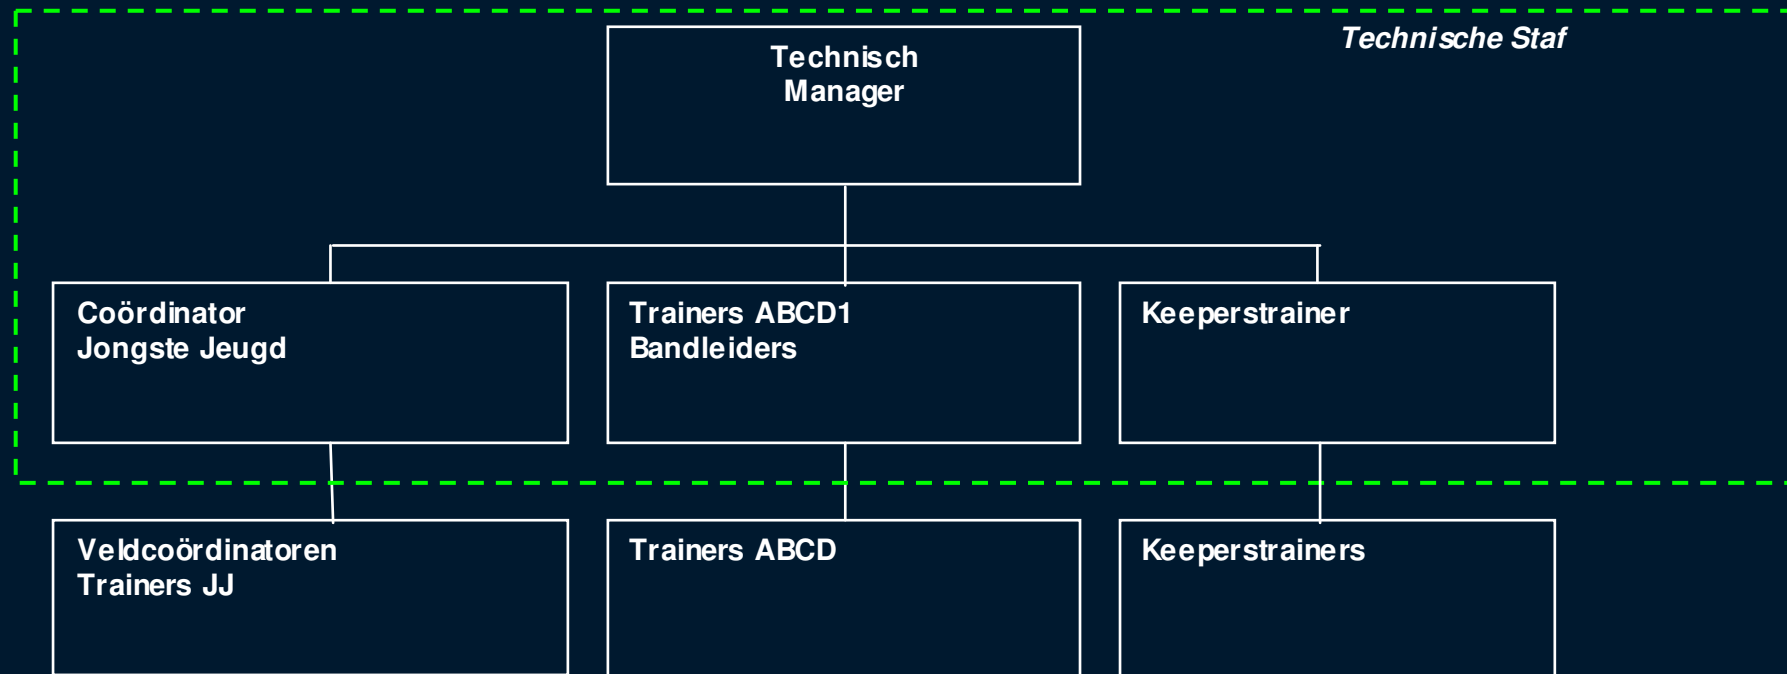 Technische Staf
Technisch
Manager
Coördinator
Jongste Jeugd
Trainers ABCD1
Bandleiders
Keeperstrainer
Veldcoördinatoren
Trainers JJ
Trainers ABCD
Keeperstrainers